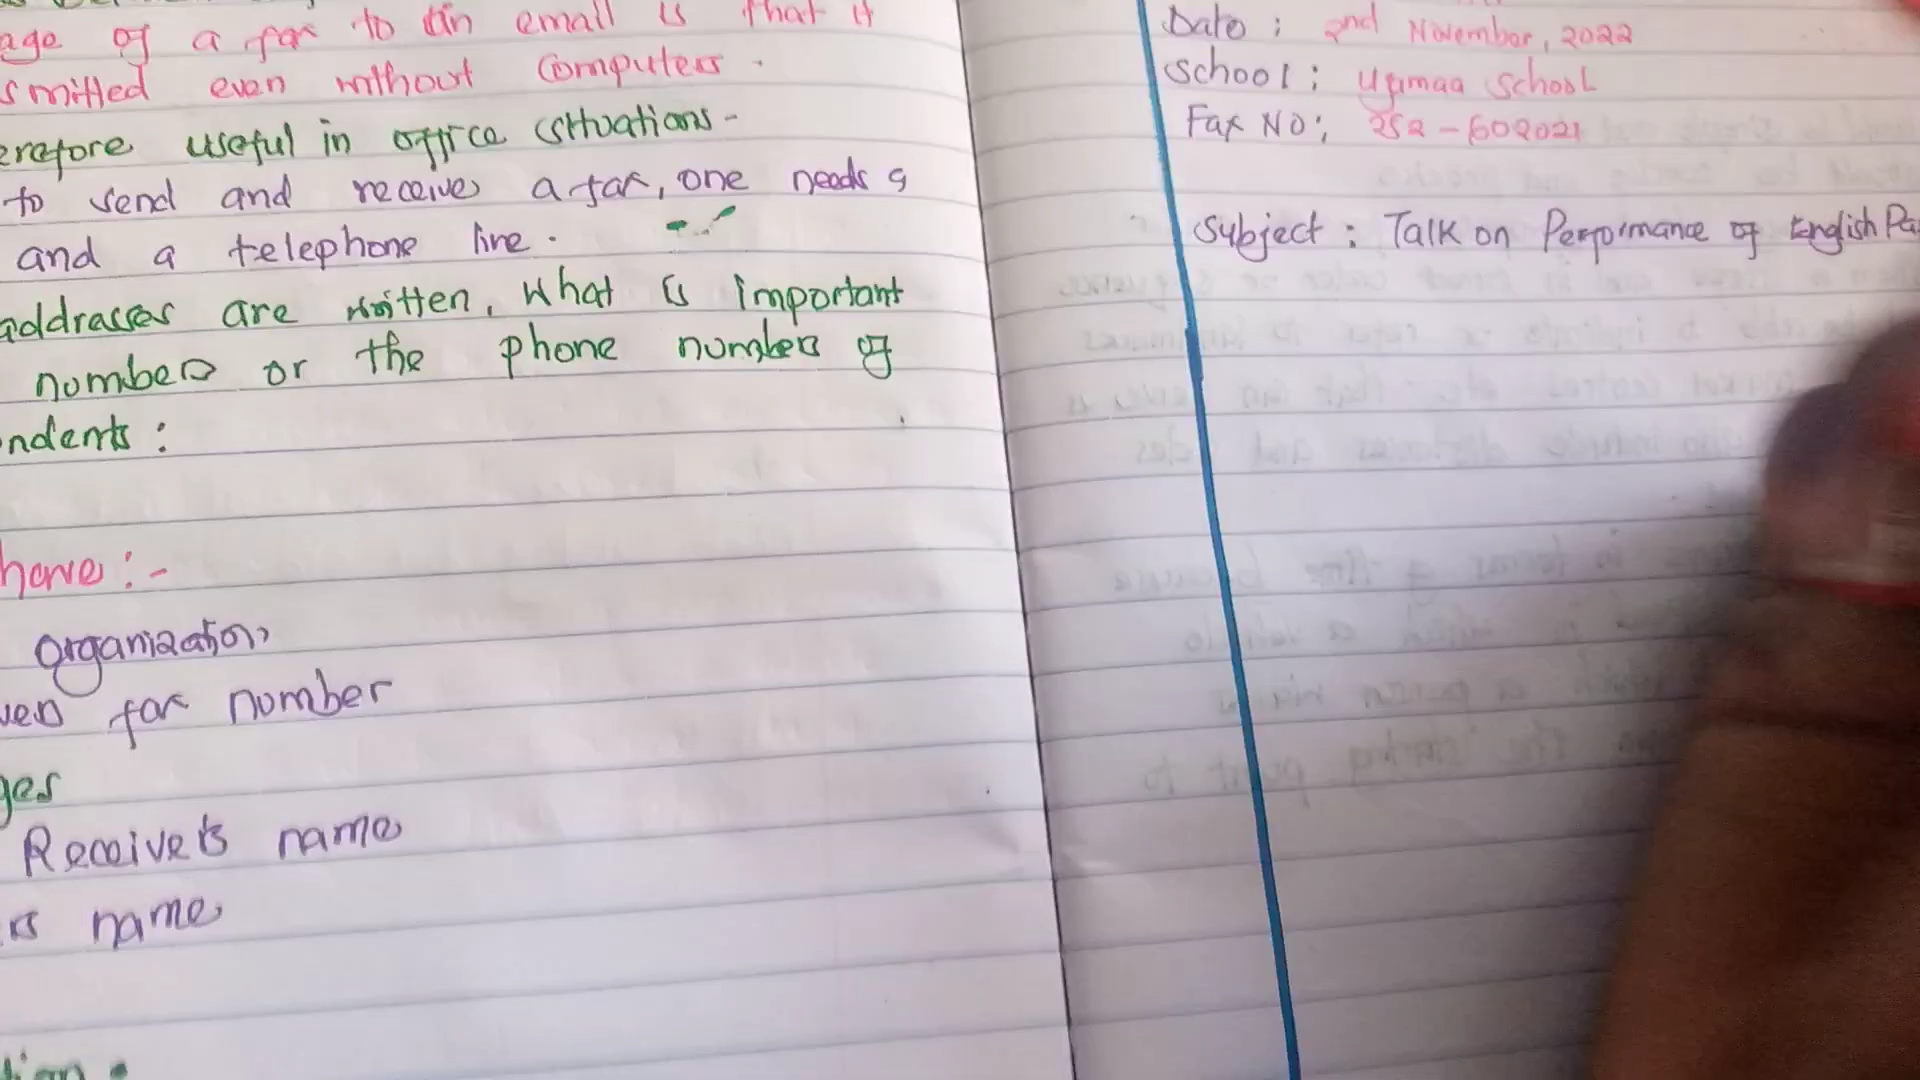 age of a fax to an email is that it
smitted even without Computers.
erefore useful in office situations.
to send and receive a fax, one needs a
and a telephone line.
addresses are written, what is important
number or the phone number of
ndents:
have:-
organization
fax number
ges
Receiver's name
rs name
Date: 2nd November, 2022
School: School
Fax No: 252-602021
Subject: Talk on Performance of English Pa